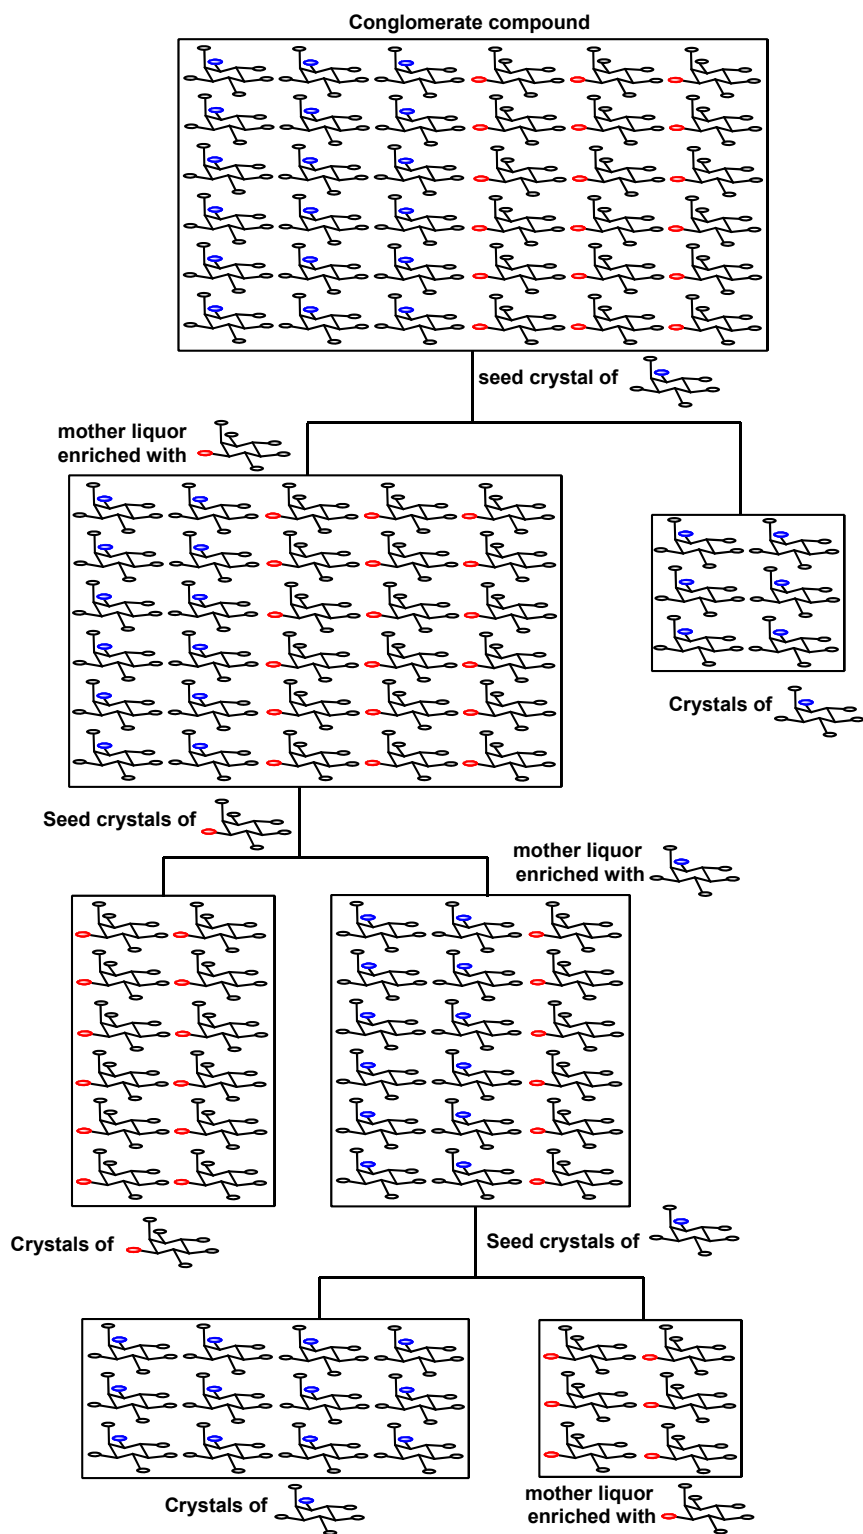 Conglomerate compound
seed crystal of
mother liquor
enriched with
Crystals of
Seed crystals of
mother liquor
enriched with
Crystals of
Seed crystals of
Crystals of
mother liquor
enriched with